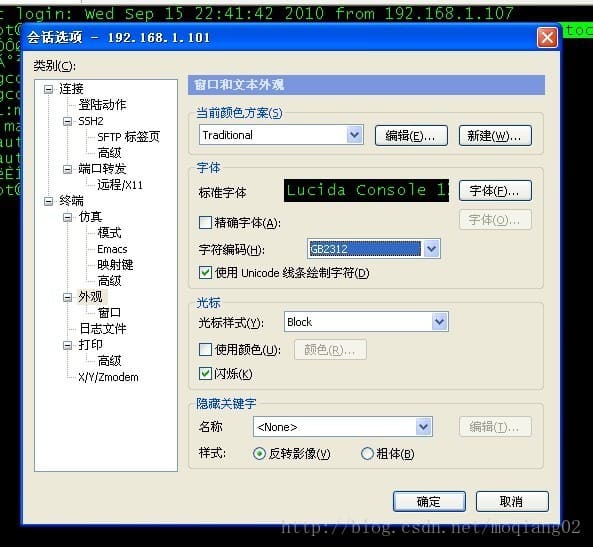 t login: Wed Sep 15 22:41:42 2010 from 192.168.1.107
会话选项 - 192.168.1.101
类别(C):
连接
登陆动作
SSH2
SFTP 标签页
高级
端口转发
远程/X11
终端
仿真
模式
Emacs
映射键
高级
外观
窗口
日志文件
打印
高级
X/Y/Zmodem
窗口和文本外观
当前颜色方案(S)
Traditional 编辑(E)... 新建(W)...
字体
标准字体 Lucida Console 1 字体(F)...
精确字体(A): 字体(O)...
字符编码(H): GB2312
使用 Unicode 线条绘制字符(D)
光标
光标样式(Y): Block
使用颜色(U): 颜色(R)...
闪烁(K)
隐藏关键字
名称 <None> 编辑(I)...
样式: 反转影像(V) 粗体(B)
确定 取消
http://blog.csdn.net/moqiang02